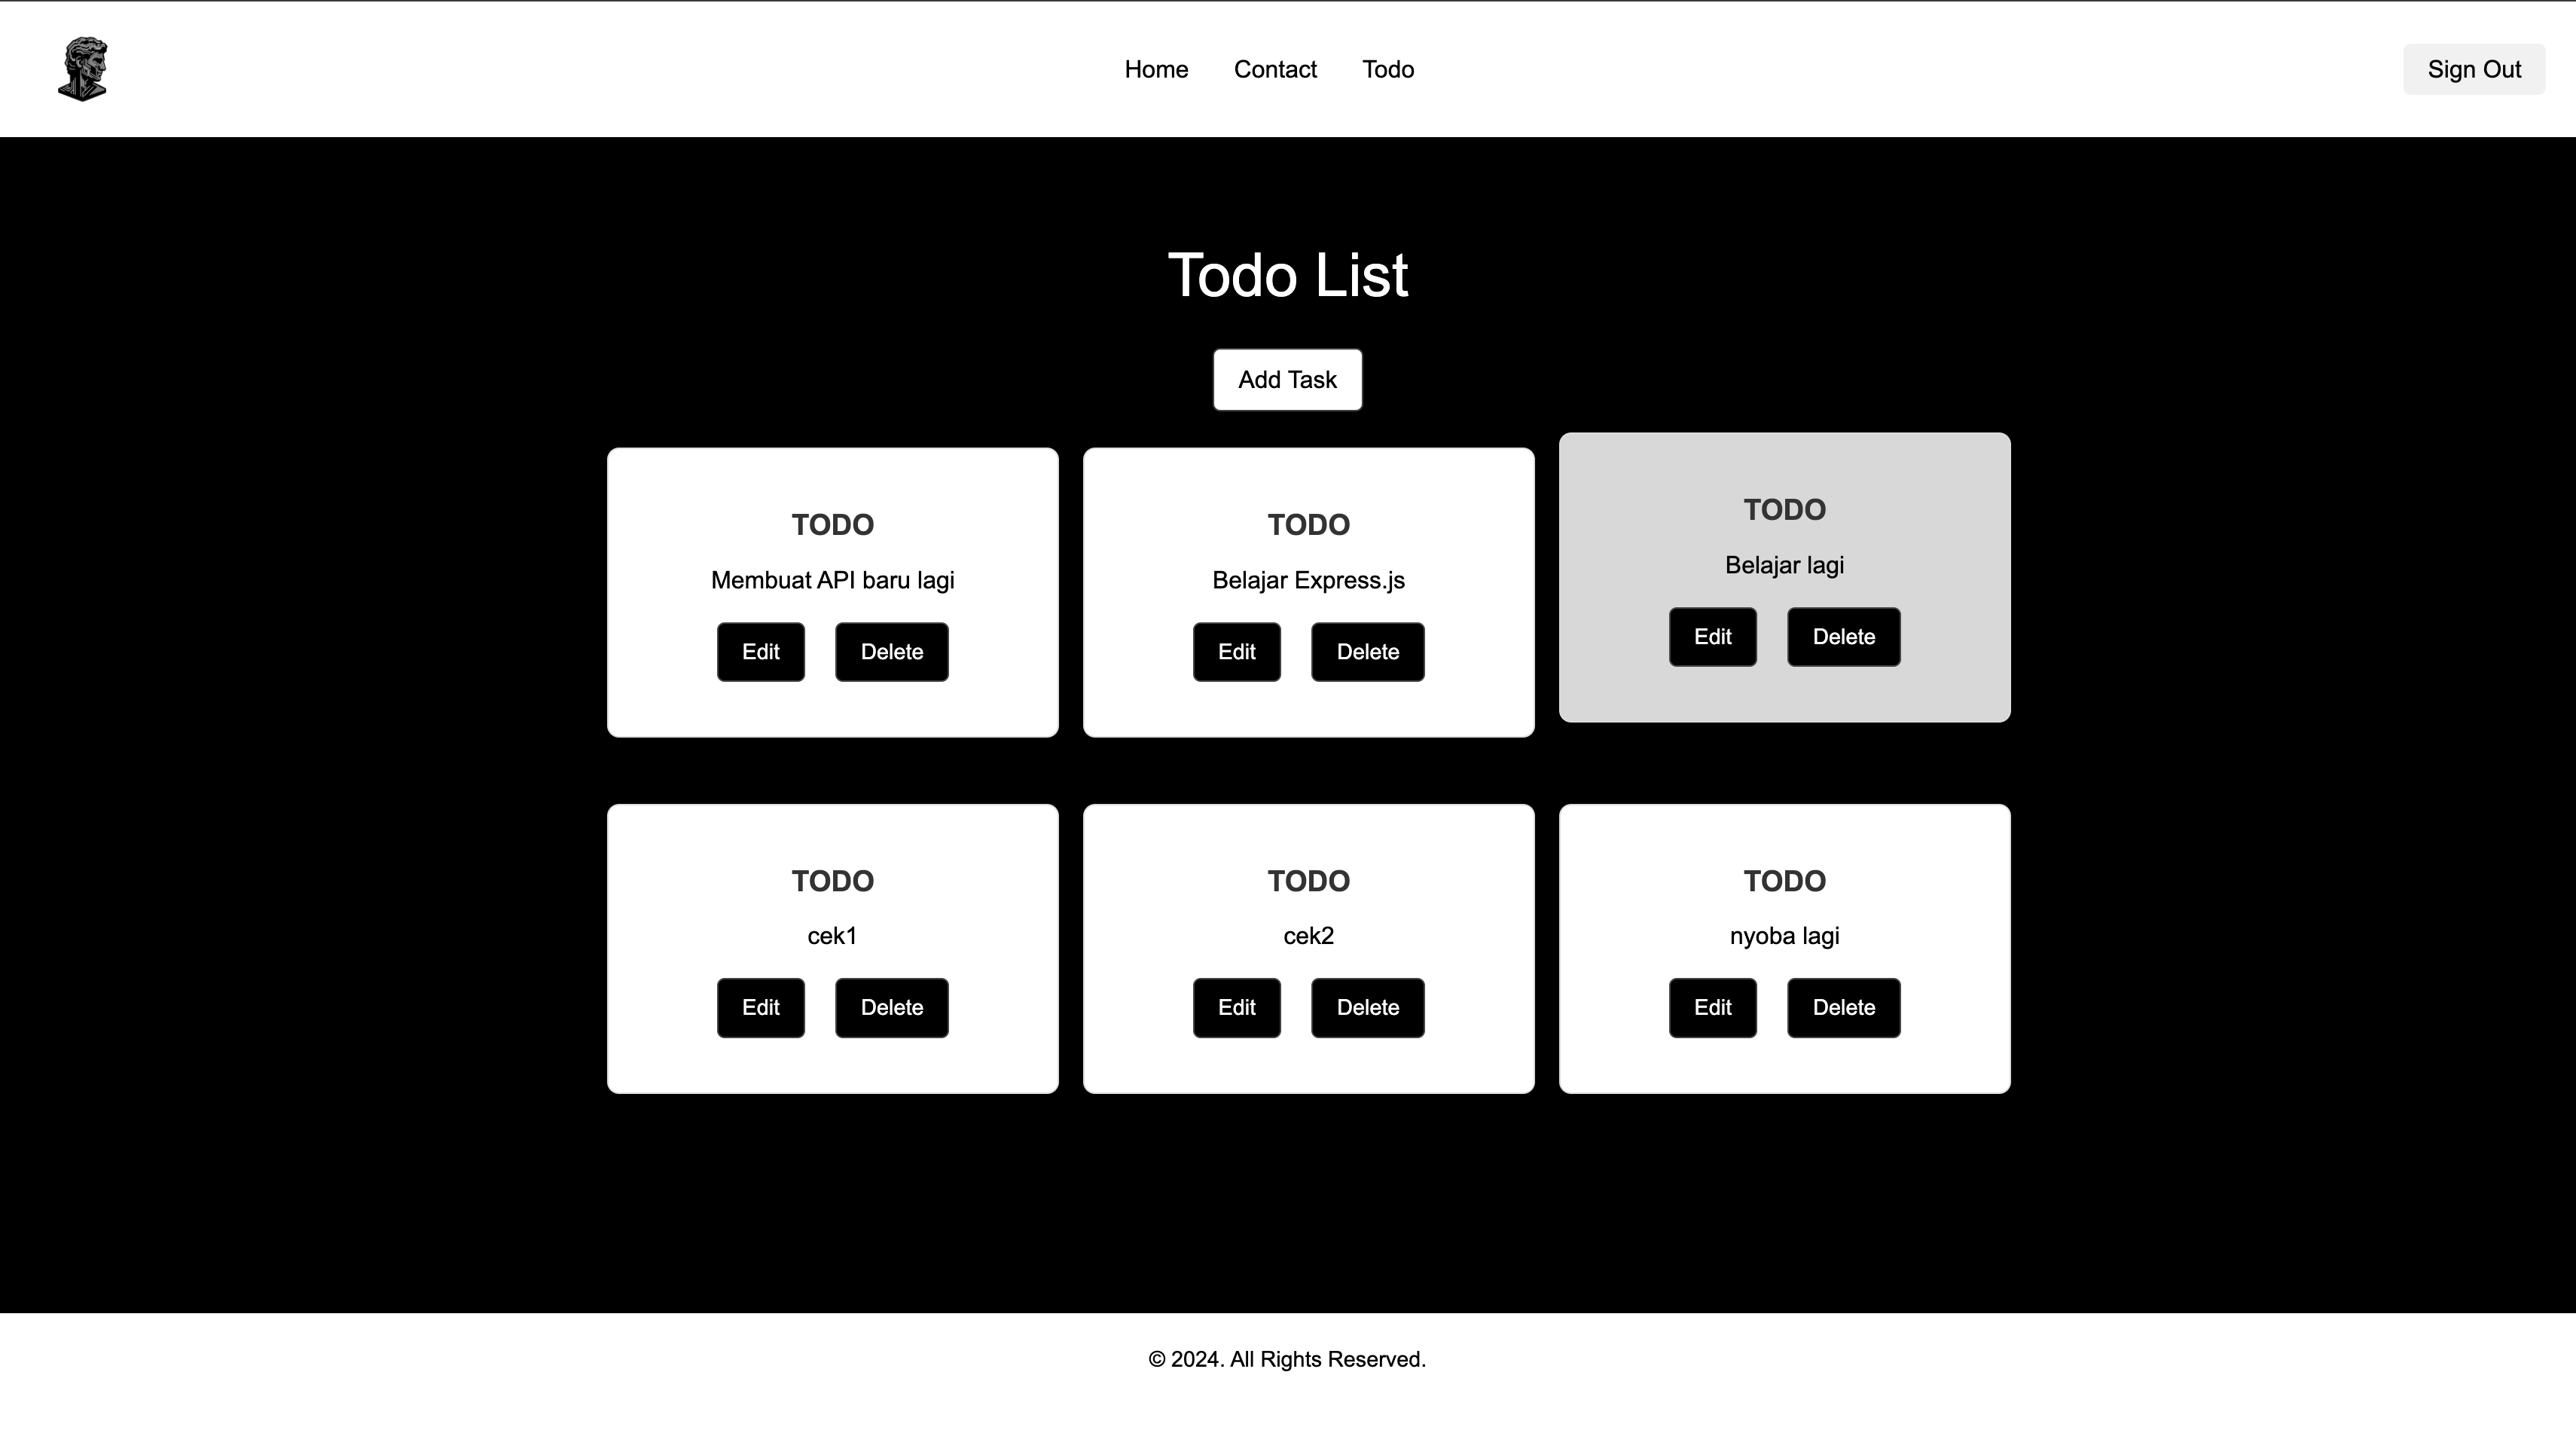 Home Contact Todo
Sign Out
Todo List
Add Task
TODO
Membuat API baru lagi
Edit Delete
TODO
Belajar Express.js
Edit Delete
TODO
Belajar lagi
Edit Delete
TODO
cek1
Edit Delete
TODO
cek2
Edit Delete
TODO
nyoba lagi
Edit Delete
© 2024. All Rights Reserved.